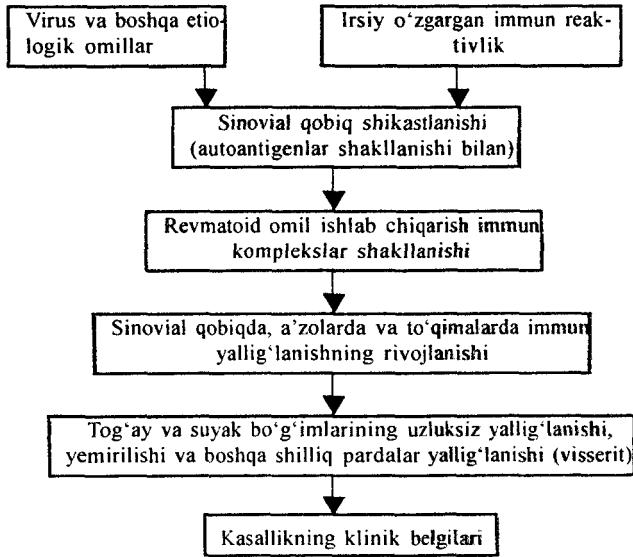 Virus va boshqa etio-
logik omillar
Irsiy o‘zgargan immun reak-
tivlik
Sinovial qobiq shikastlanishi
(autoantigenlar shakllanishi bilan)
Revmatoid omil ishlab chiqarish immun
komplekslar shakllanishi
Sinovial qobiqda, a’zolarda va to‘qimalarda immun
yallig‘lanishning rivojlanishi
Tog‘ay va suyak bo‘g‘imlarining uzluksiz yallig‘lanishi,
yemirilishi va boshqa shilliq pardalar yallig‘lanishi (visserit)
Kasallikning klinik belgilari